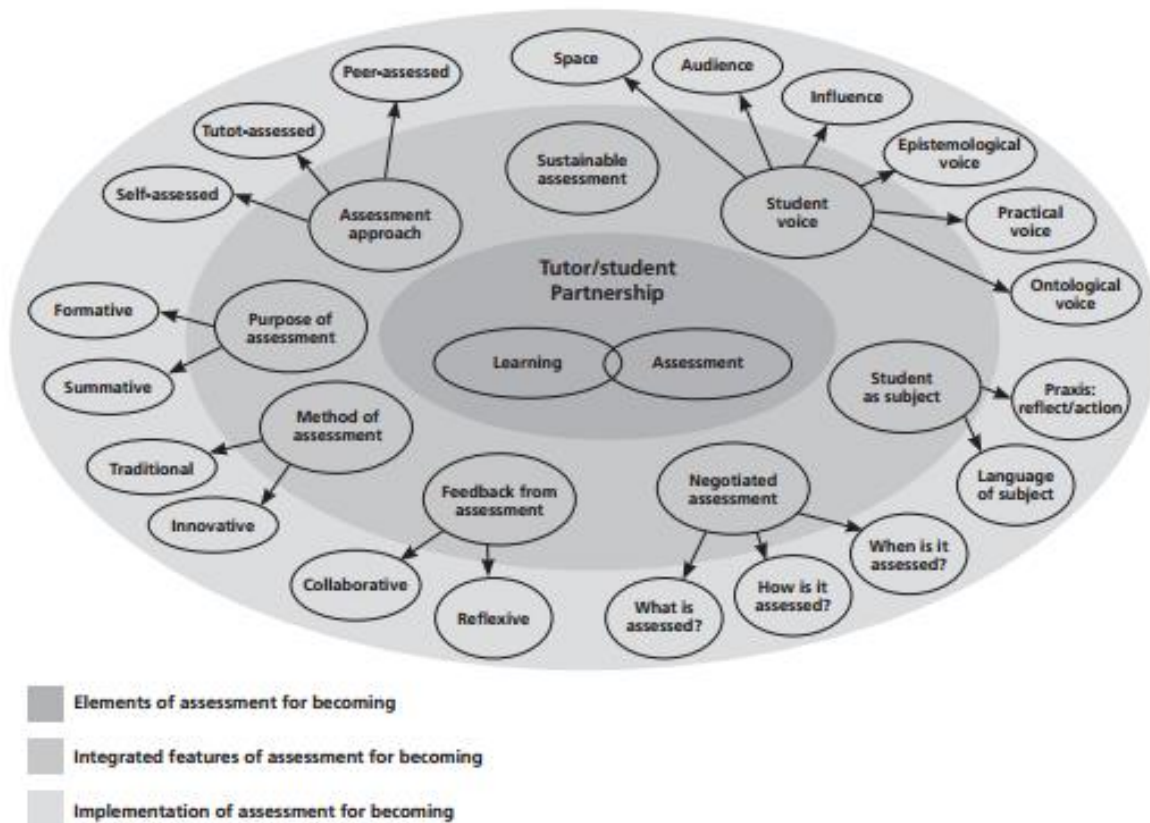 Peer-assessed
Space
Audience
Influence
Tutot-assessed
Epistemological
voice
Self-assessed
Sustainable
assessment
Assessment
approach
Student
voice
Practical
voice
Ontological
voice
Tutor/student
Partnership
Formative
Purpose of
assessment
Learning
Assessment
Summative
Student
as subject
Praxis:
reflect/action
Method of
assessment
Traditional
Innovative
Feedback from
assessment
Negotiated
assessment
Language
of subject
When is it
assessed?
Collaborative
Reflexive
What is
assessed?
How is it
assessed?
Elements of assessment for becoming
Integrated features of assessment for becoming
Implementation of assessment for becoming